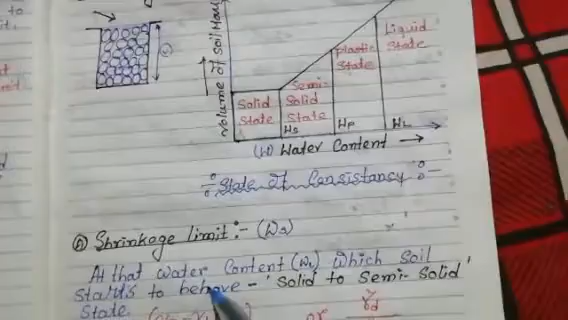 to
it,
Volume of Soil Mass
Liquid
State
Plastic
State
Semi-
Solid
State
Solid
State
Ws
Wp
WL
(W) Water Content →
-:State of Consistancy:-
Shrinkage limit:- (Ws)
At that water Content (Ws) which Soil
starts to behave - 'Solid to Semi-Solid'
State
or γd